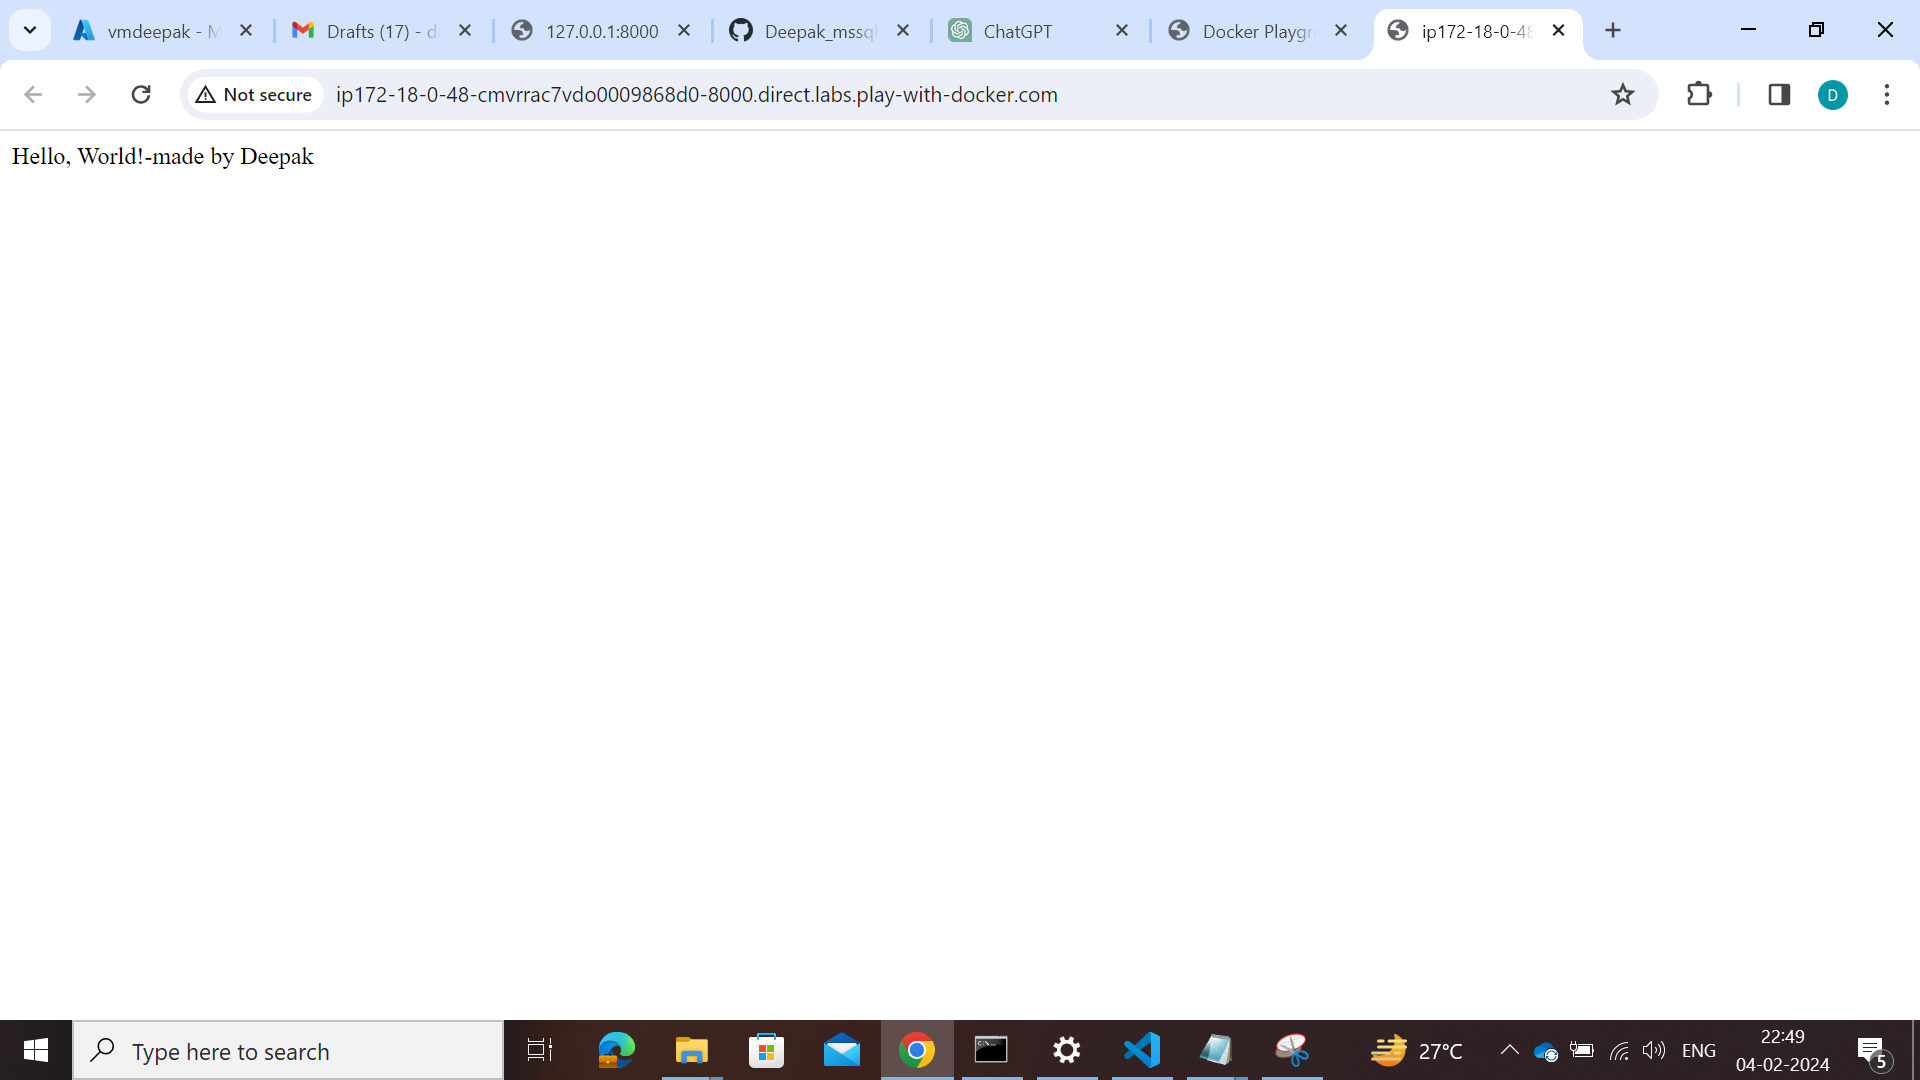 vmdeepak - M
Drafts (17) - de
127.0.0.1:8000
Deepak_mssql
ChatGPT
Docker Playgr
ip172-18-0-48
Not secure
ip172-18-0-48-cmvrrac7vdo0009868d0-8000.direct.labs.play-with-docker.com
D
Hello, World!-made by Deepak
Type here to search
27°C
ENG
22:49
04-02-2024
5